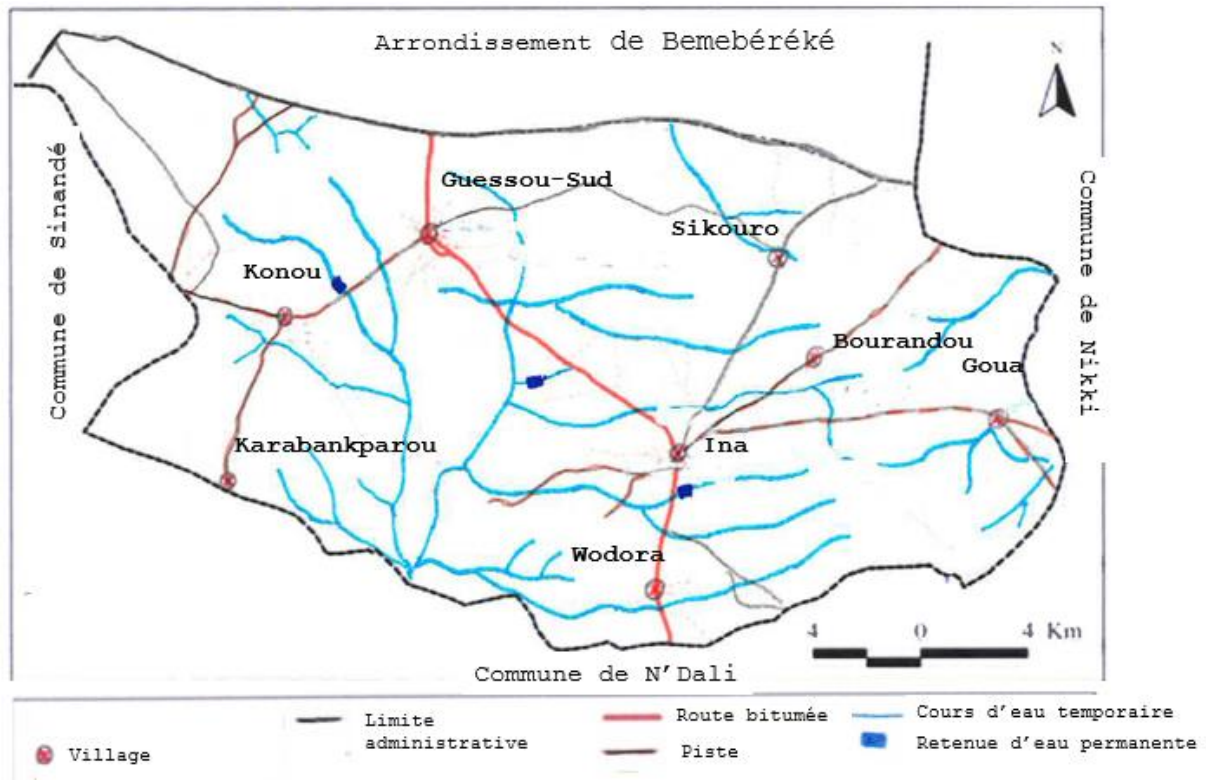 Arrondissement de Bemebéréké
N
Commune de sinandé
Guessou-Sud
Commune de Nikki
Sikouro
Konou
Bourandou
Goua
Karabankparou
Ina
Wodora
4 0 4 Km
Commune de N'Dali
Village
Limite
administrative
Route bitumée
Piste
Cours d'eau temporaire
Retenue d'eau permanente